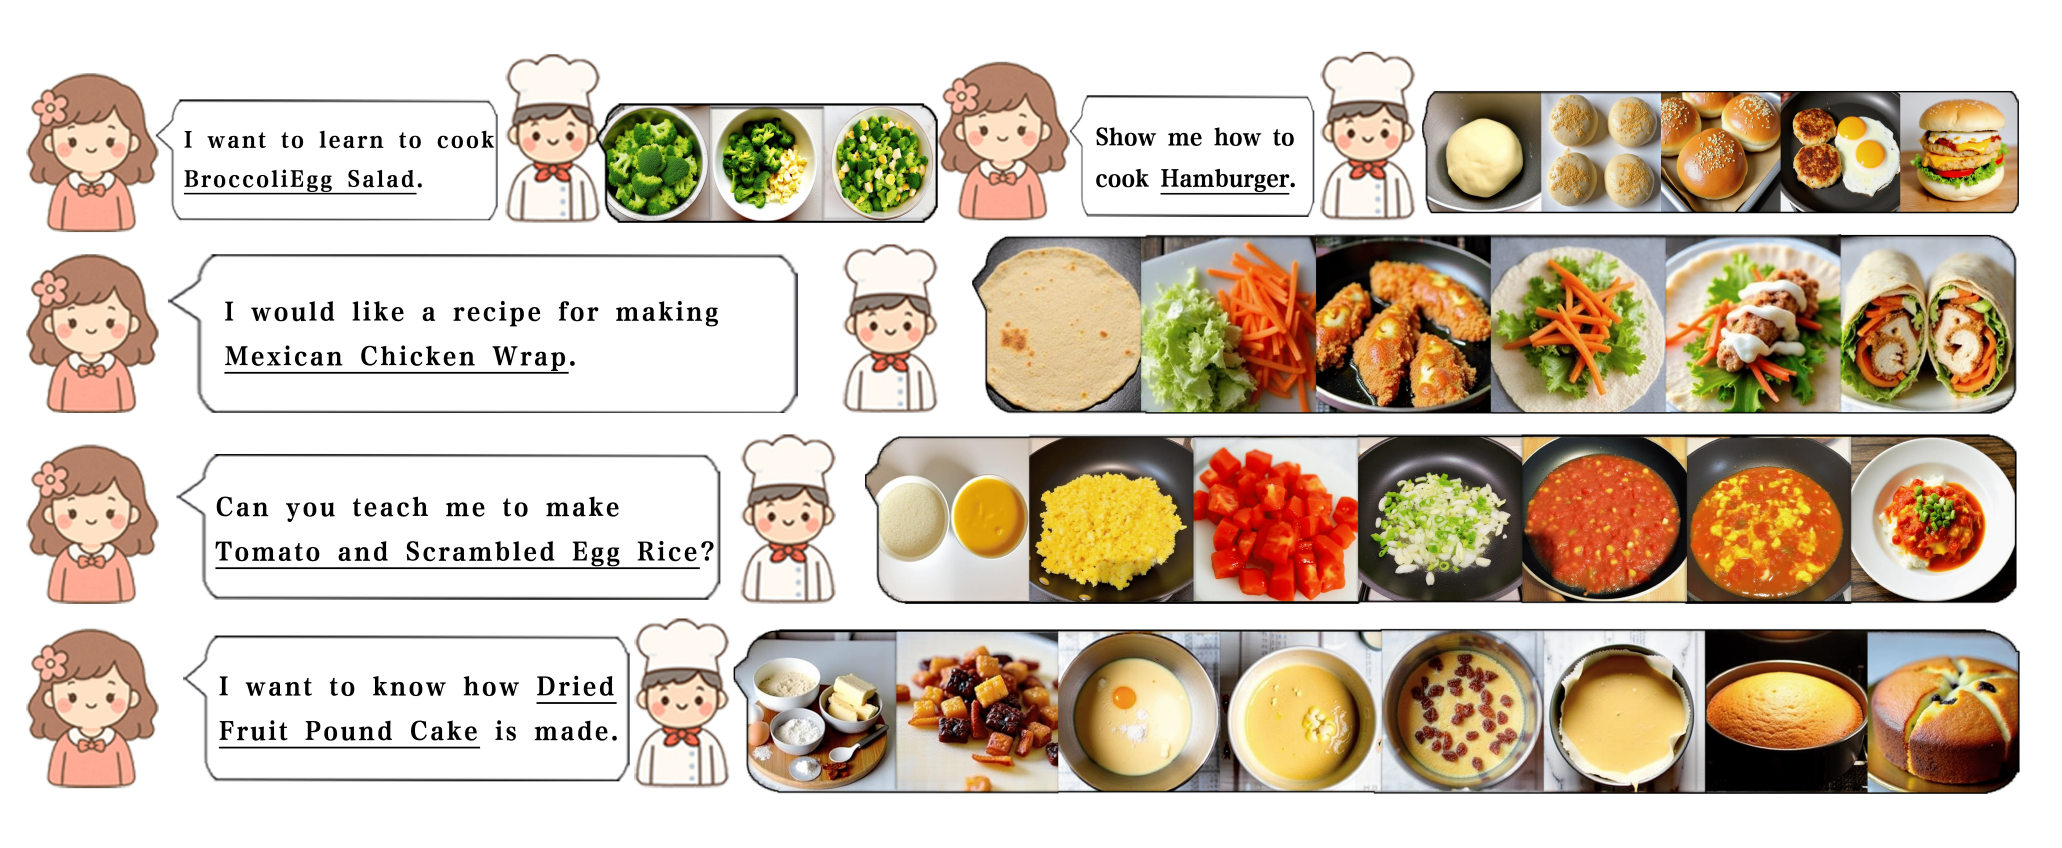 I want to learn to cook
BroccoliEgg Salad.
Show me how to
cook Hamburger.
I would like a recipe for making
Mexican Chicken Wrap.
Can you teach me to make
Tomato and Scrambled Egg Rice?
I want to know how Dried
Fruit Pound Cake is made.